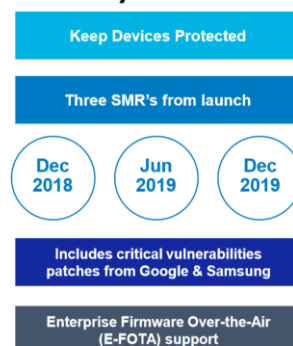 Keep Devices Protected
Three SMR's from launch
Dec
2018
Jun
2019
Dec
2019
Includes critical vulnerabilities
patches from Google & Samsung
Enterprise Firmware Over-the-Air
(E-FOTA) support